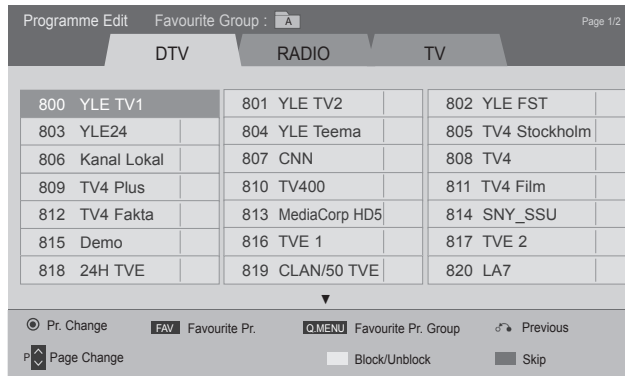 Programme Edit Favourite Group : A Page 1/2
DTV RADIO TV
800 YLE TV1 801 YLE TV2 802 YLE FST
803 YLE24 804 YLE Teema 805 TV4 Stockholm
806 Kanal Lokal 807 CNN 808 TV4
809 TV4 Plus 810 TV400 811 TV4 Film
812 TV4 Fakta 813 MediaCorp HD5 814 SNY_SSU
815 Demo 816 TVE 1 817 TVE 2
818 24H TVE 819 CLAN/50 TVE 820 LA7
Pr. Change FAV Favourite Pr. Q.MENU Favourite Pr. Group Previous
P Page Change Block/Unblock Skip